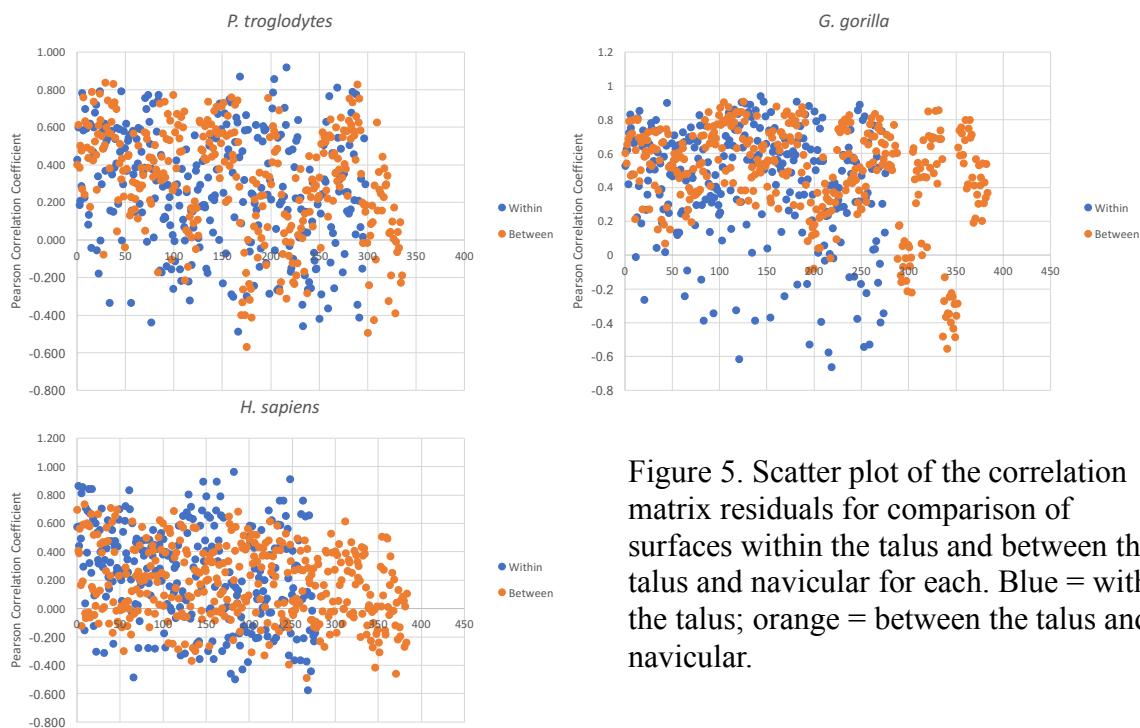 P. troglodytes
1.000
0.800
0.600
0.400
0.200
0.000
-0.200
-0.400
-0.600
-0.800
0 50 100 150 200 250 300 350 400
Pearson Correlation Coefficient
Within
Between
G. gorilla
1.2
1
0.8
0.6
0.4
0.2
0
-0.2
-0.4
-0.6
-0.8
0 50 100 150 200 250 300 350 400 450
Pearson Correlation Coefficient
Within
Between
H. sapiens
1.200
1.000
0.800
0.600
0.400
0.200
0.000
-0.200
-0.400
-0.600
-0.800
0 50 100 150 200 250 300 350 400 450
Pearson Correlation Coefficient
Within
Between
Figure 5. Scatter plot of the correlation
matrix residuals for comparison of
surfaces within the talus and between th
talus and navicular for each. Blue = with
the talus; orange = between the talus and
navicular.